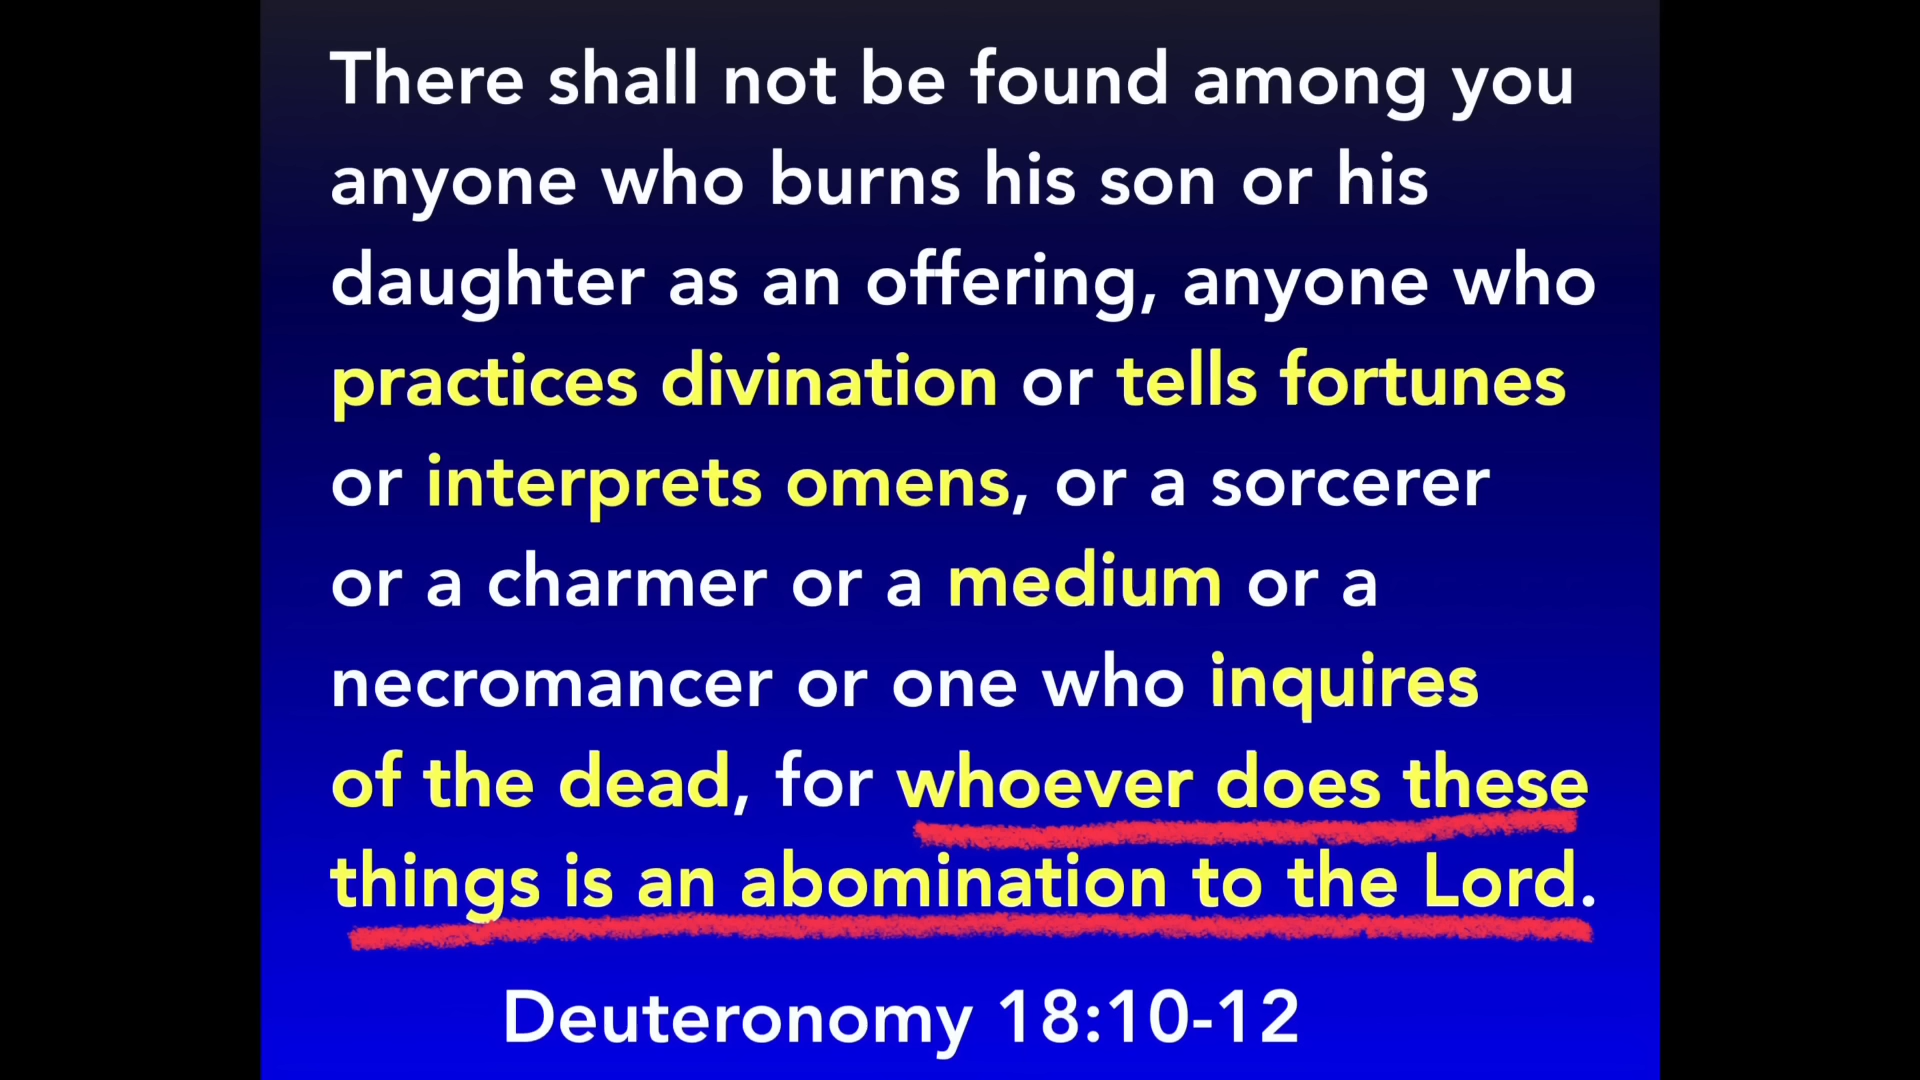 There shall not be found among you
anyone who burns his son or his
daughter as an offering, anyone who
practices divination or tells fortunes
or interprets omens, or a sorcerer
or a charmer or a medium or a
necromancer or one who inquires
of the dead, for whoever does these
things is an abomination to the Lord.
Deuteronomy 18:10-12